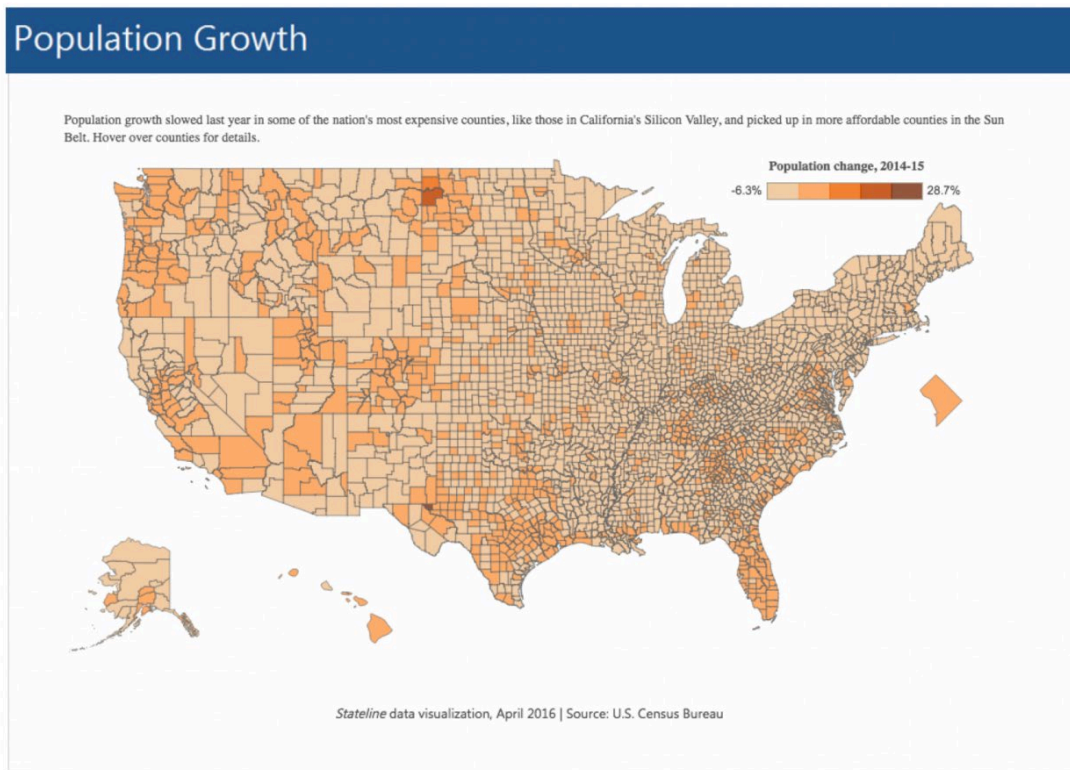 Population Growth
Population growth slowed last year in some of the nation's most expensive counties, like those in California's Silicon Valley, and picked up in more affordable counties in the Sun
Belt. Hover over counties for details.
Population change, 2014-15
-6.3% 28.7%
Stateline data visualization, April 2016 | Source: U.S. Census Bureau